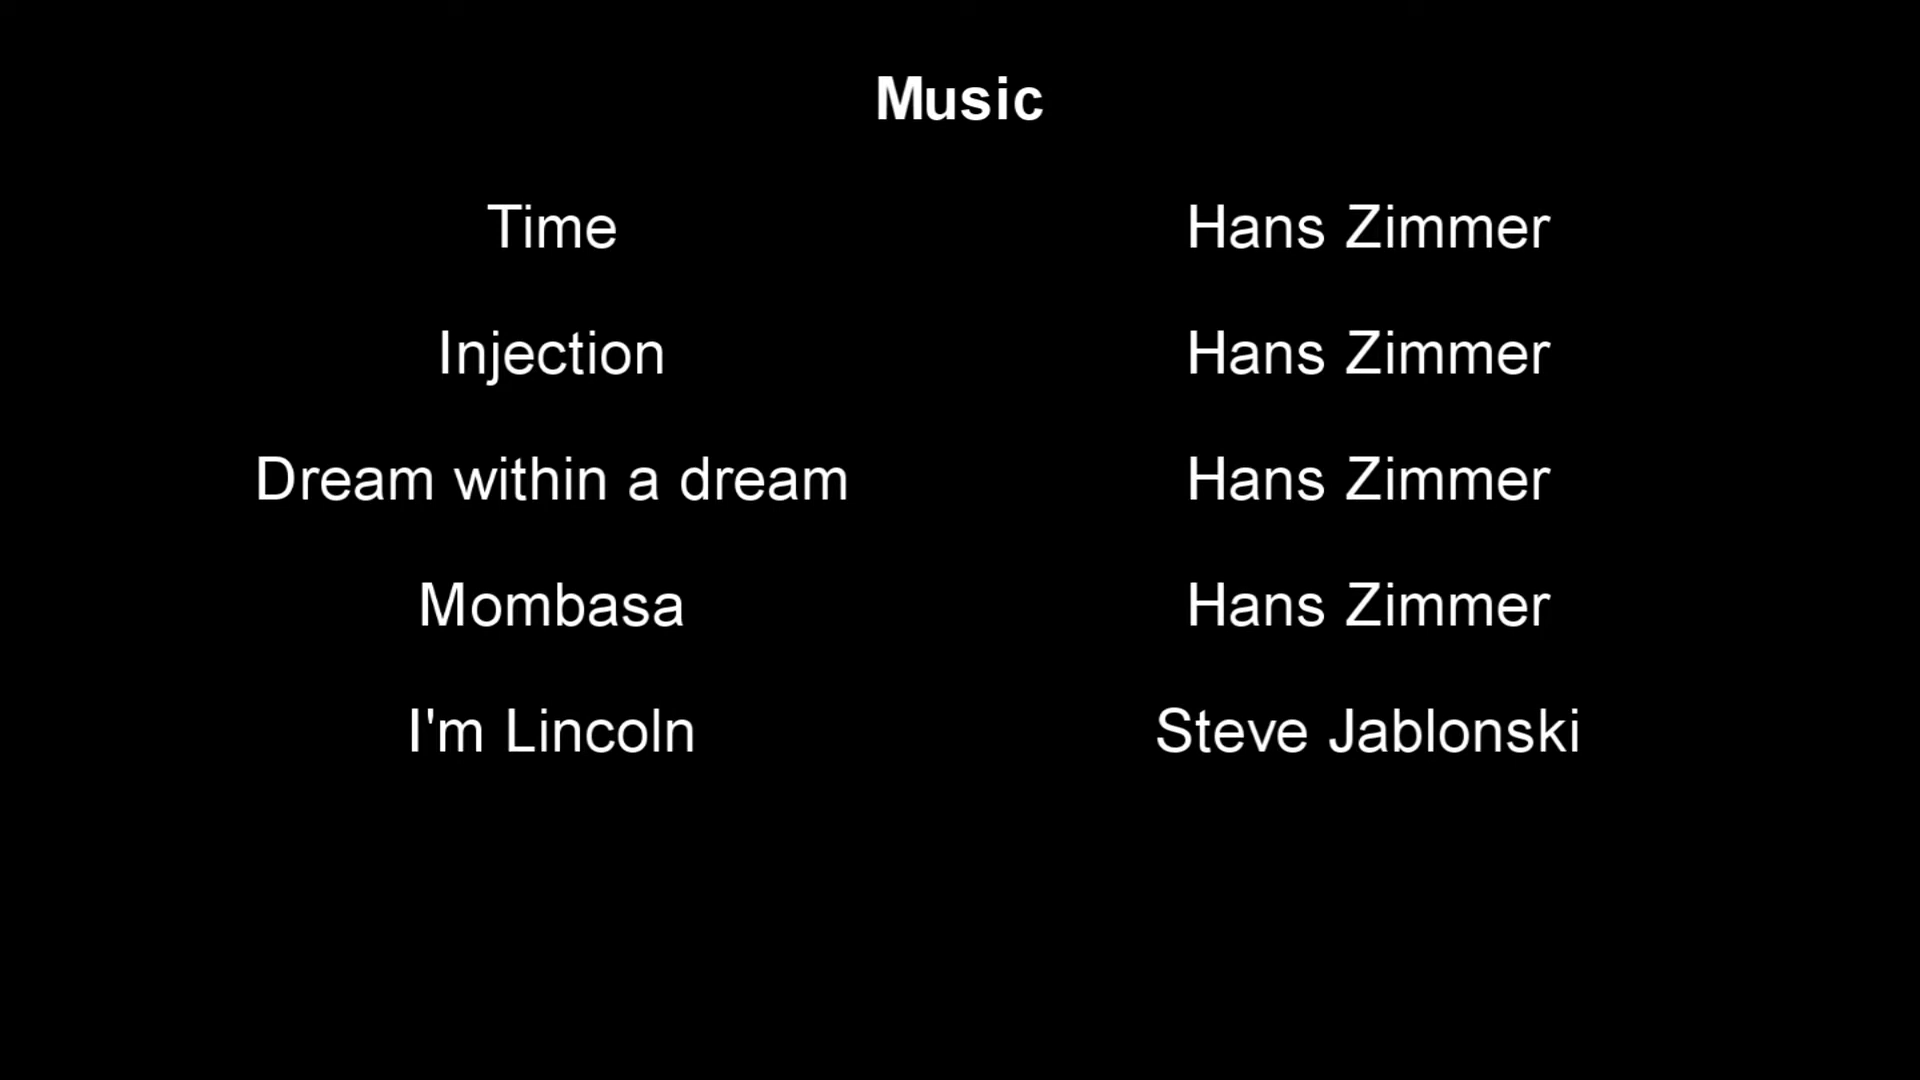 Music
Time Hans Zimmer
Injection Hans Zimmer
Dream within a dream Hans Zimmer
Mombasa Hans Zimmer
I'm Lincoln Steve Jablonski